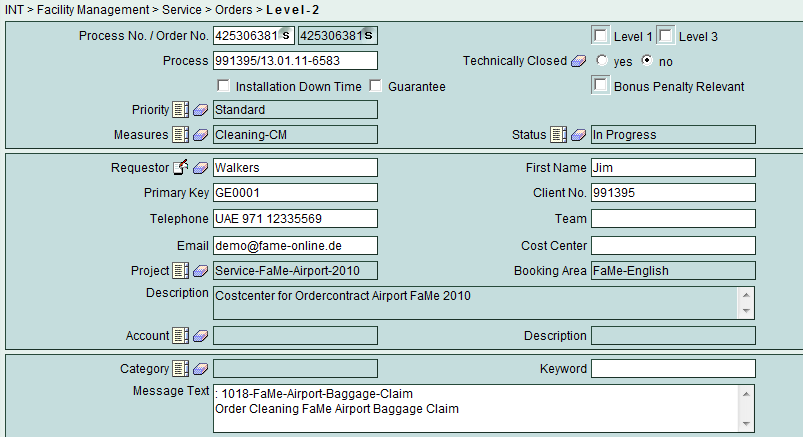 INT > Facility Management > Service > Orders > Level-2
Process No. / Order No. 425306381 S 425306381 S Level 1 Level 3
Process 991395/13.01.11-6583 Technically Closed yes no
Installation Down Time Guarantee Bonus Penalty Relevant
Priority Standard
Measures Cleaning-CM Status In Progress
Requestor Walkers First Name Jim
Primary Key GE0001 Client No. 991395
Telephone UAE 971 12335569 Team
Email demo@fame-online.de Cost Center
Project Service-FaMe-Airport-2010 Booking Area FaMe-English
Description Costcenter for Ordercontract Airport FaMe 2010
Account Description
Category Keyword
Message Text : 1018-FaMe-Airport-Baggage-Claim
Order Cleaning FaMe Airport Baggage Claim